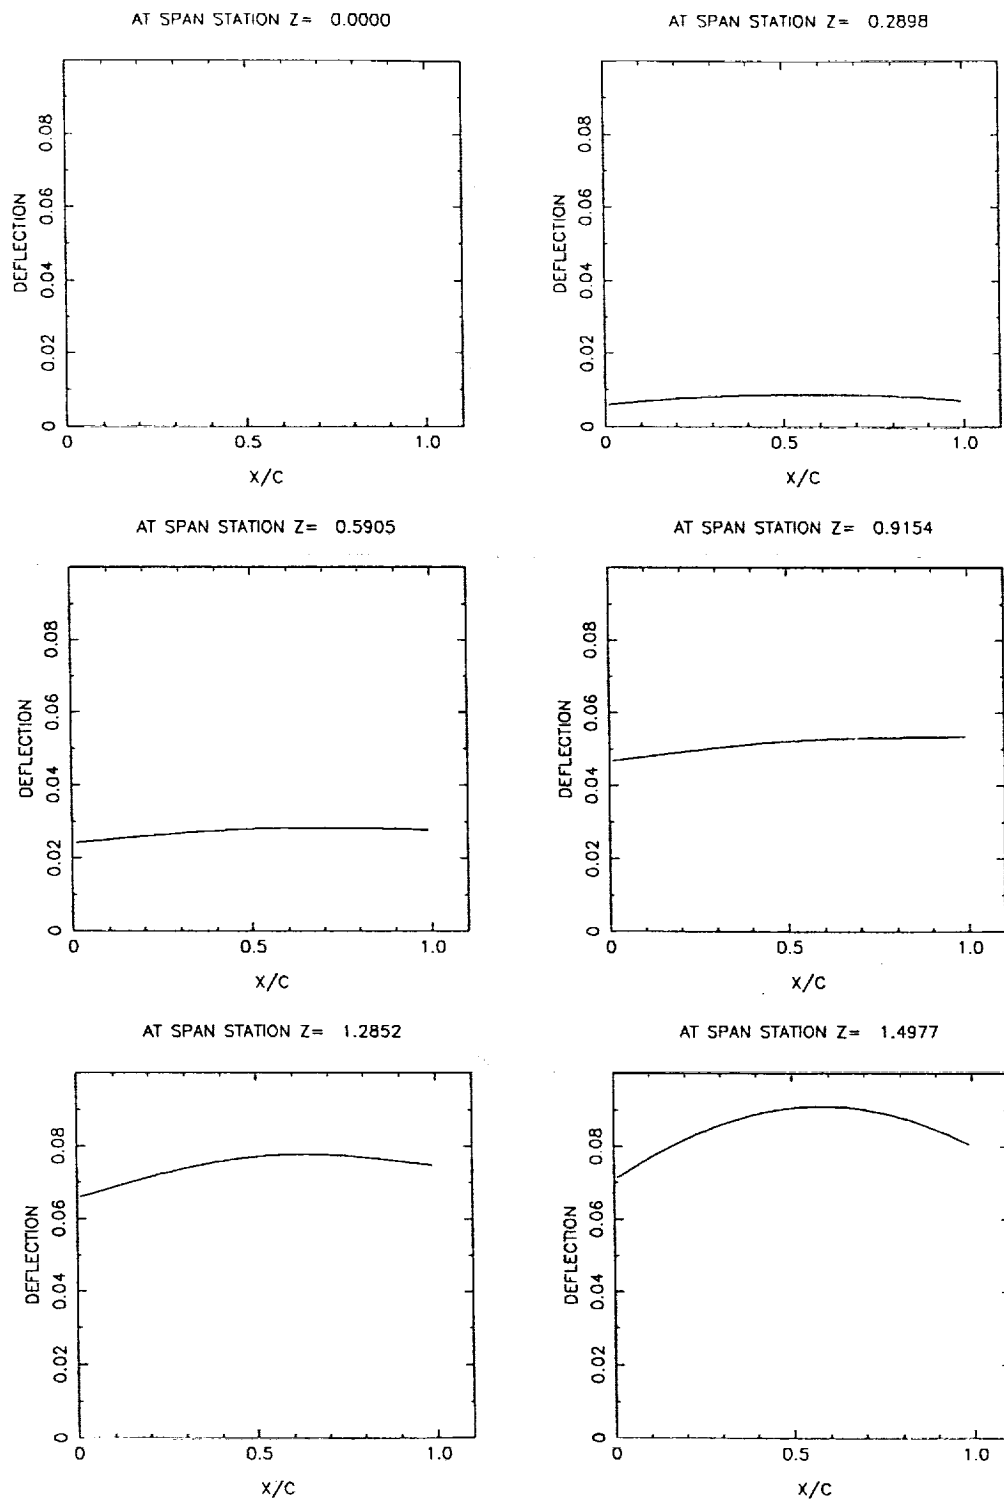 AT SPAN STATION Z= 0.0000
AT SPAN STATION Z= 0.2898
DEFLECTION
0.08
0.06
0.04
0.02
0
0 0.5 1.0
X/C
DEFLECTION
0.08
0.06
0.04
0.02
0
0 0.5 1.0
X/C
AT SPAN STATION Z= 0.5905
AT SPAN STATION Z= 0.9154
DEFLECTION
0.08
0.06
0.04
0.02
0
0 0.5 1.0
X/C
DEFLECTION
0.08
0.06
0.04
0.02
0
0 0.5 1.0
X/C
AT SPAN STATION Z= 1.2852
AT SPAN STATION Z= 1.4977
DEFLECTION
0.08
0.06
0.04
0.02
0
0 0.5 1.0
X/C
DEFLECTION
0.08
0.06
0.04
0.02
0
0 0.5 1.0
X/C